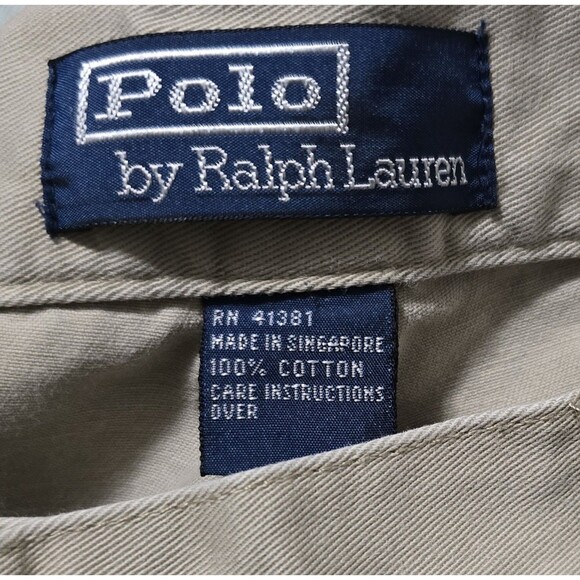 Polo
by Ralph Lauren
RN 41381
MADE IN SINGAPORE
100% COTTON
CARE INSTRUCTIONS
OVER